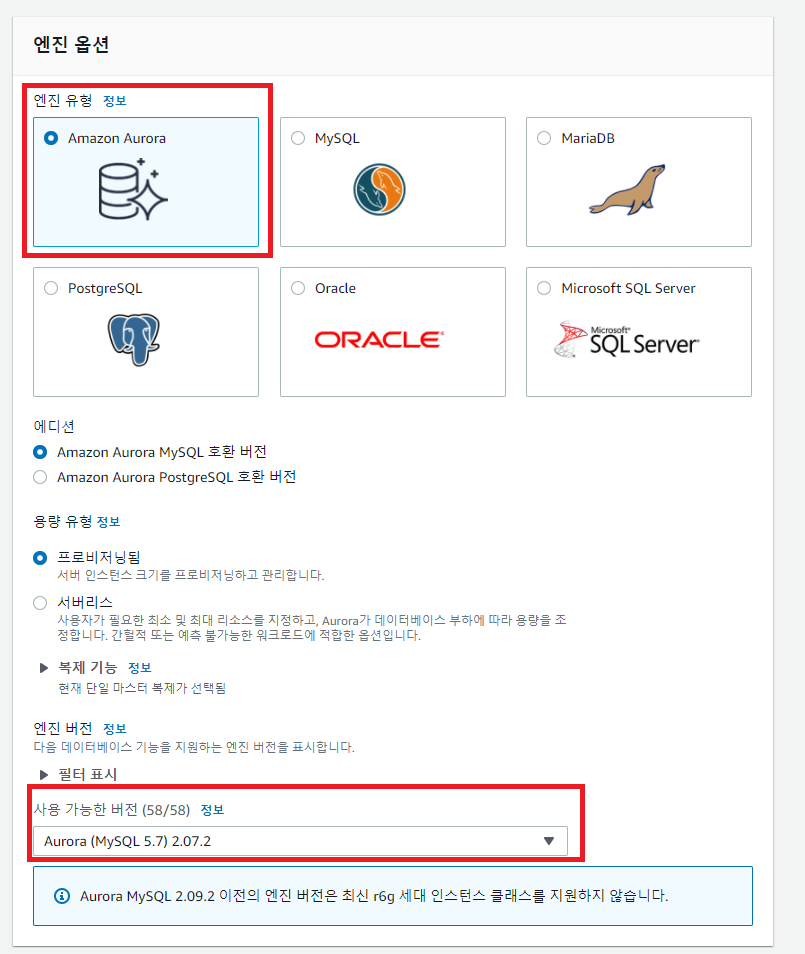 엔진 옵션
엔진 유형 정보
Amazon Aurora
MySQL
MariaDB
PostgreSQL
Oracle
Microsoft SQL Server
ORACLE
Microsoft®
SQL Server
에디션
Amazon Aurora MySQL 호환 버전
Amazon Aurora PostgreSQL 호환 버전
용량 유형 정보
프로비저닝됨
서버 인스턴스 크기를 프로비저닝하고 관리합니다.
서버리스
사용자가 필요한 최소 및 최대 리소스를 지정하고, Aurora가 데이터베이스 부하에 따라 용량을 조
정합니다. 간헐적 또는 예측 불가능한 워크로드에 적합한 옵션입니다.
복제 기능 정보
현재 단일 마스터 복제가 선택됨
엔진 버전 정보
다음 데이터베이스 기능을 지원하는 엔진 버전을 표시합니다.
필터 표시
사용 가능한 버전 (58/58) 정보
Aurora (MySQL 5.7) 2.07.2
Aurora MySQL 2.09.2 이전의 엔진 버전은 최신 r6g 세대 인스턴스 클래스를 지원하지 않습니다.